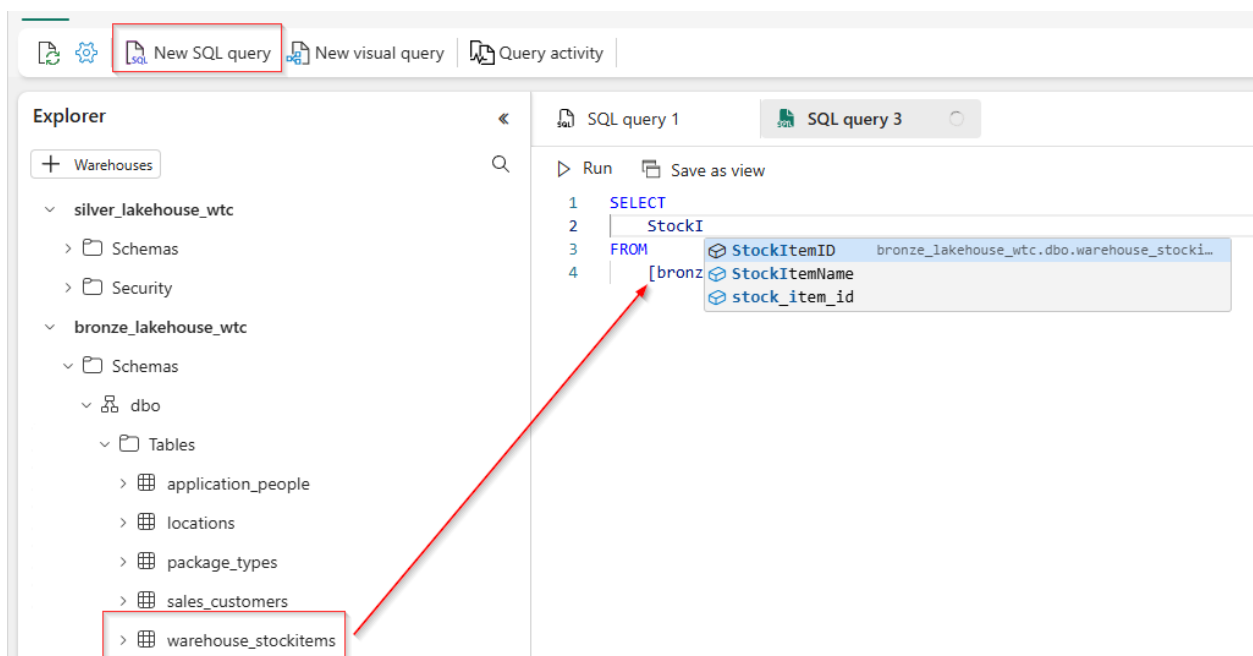 New SQL query New visual query Query activity
Explorer «
+ Warehouses
silver_lakehouse_wtc
Schemas
Security
bronze_lakehouse_wtc
Schemas
dbo
Tables
application_people
locations
package_types
sales_customers
warehouse_stockitems
SQL query 1 SQL query 3
Run Save as view
1 SELECT
2 StockI
3 FROM
4 [bronz
StockItemID bronze_lakehouse_wtc.dbo.warehouse_stocki…
StockItemName
stock_item_id